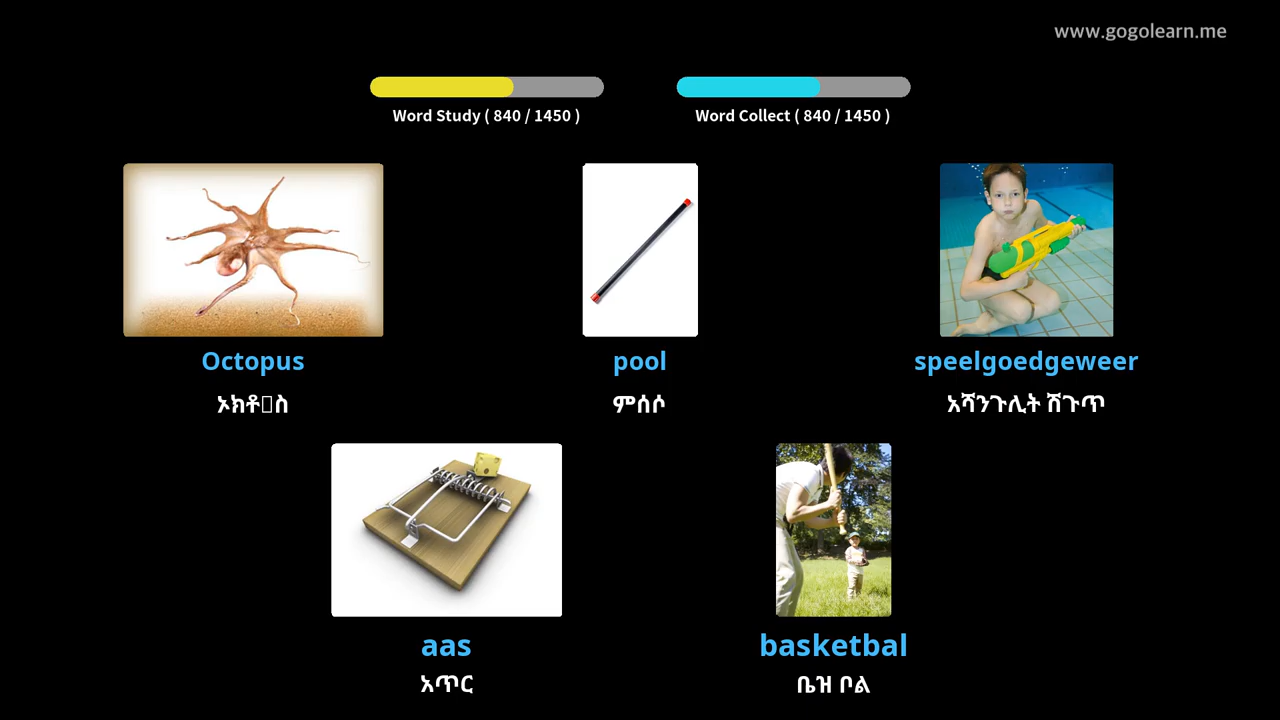 www.gogolearn.me
Word Study ( 840 / 1450 )
Word Collect ( 840 / 1450 )
Octopus
pool
speelgoedgeweer
ኦክቶ▯ስ
ምሰሶ
አሻንጉሊት ሽጉጥ
aas
basketbal
አጥር
ቤዝ ቦል